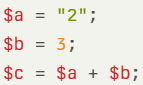 $a = "2";
$b = 3;
$c = $a + $b;